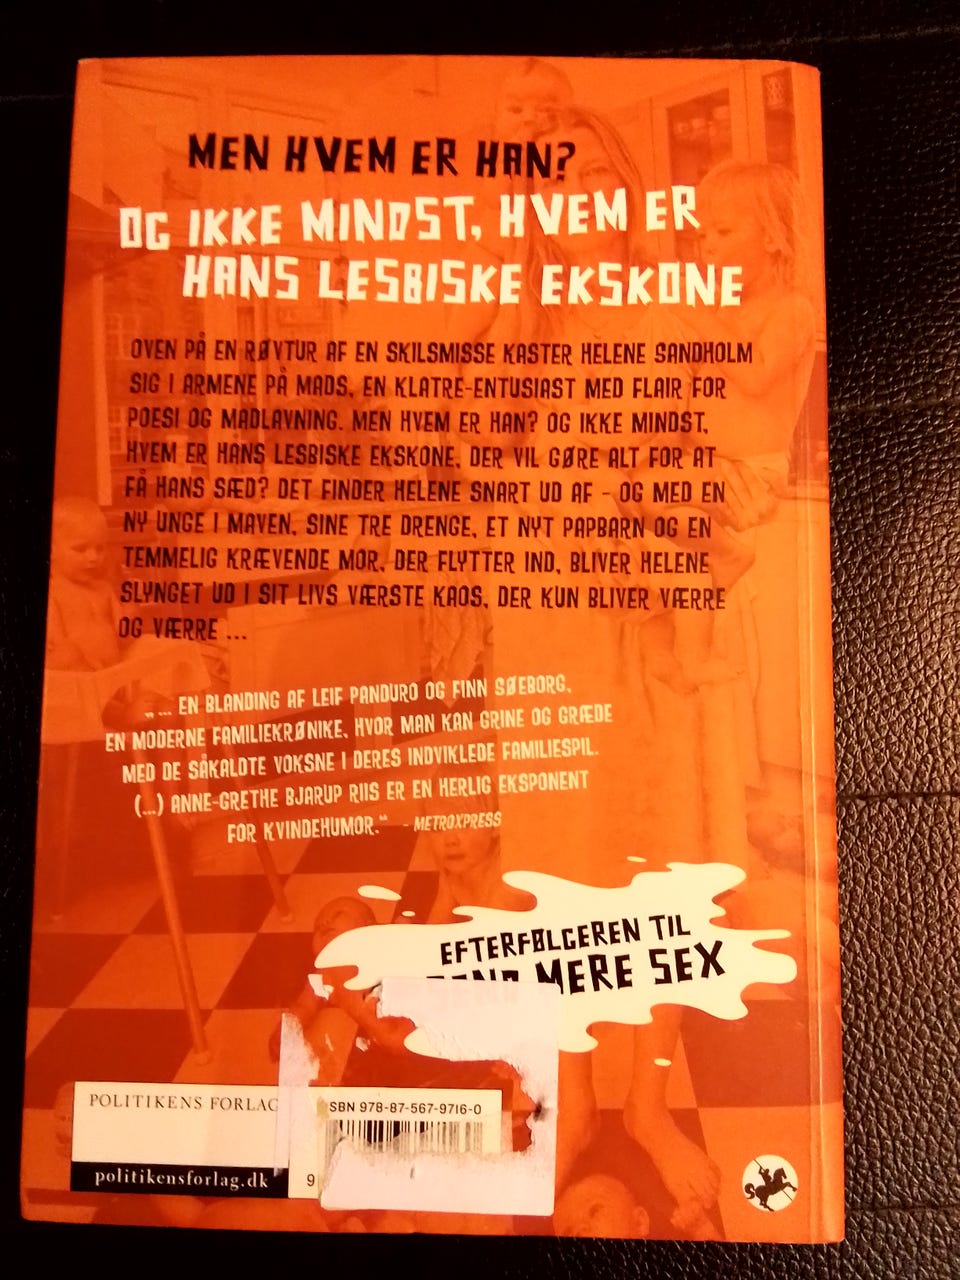 MEN HVEM ER HAN?
OG IKKE MINDST, HVEM ER
HANS LESBISKE EKSKONE
OVEN PÅ EN RØVTUR AF EN SKILSMISSE KASTER HELENE SANDHOLM
SIG I ARMENE PÅ MADS, EN KLATRE-ENTUSIAST MED FLAIR FOR
POESI OG MADLAVNING. MEN HVEM ER HAN? OG IKKE MINDST,
HVEM ER HANS LESBISKE EKSKONE, DER VIL GØRE ALT FOR AT
FÅ HANS SÆD? DET FINDER HELENE SNART UD AF - OG MED EN
NY UNGE I MAVEN, SINE TRE DRENGE, ET NYT PAPBARN OG EN
TEMMELIG KRÆVENDE MOR, DER FLYTTER IND, BLIVER HELENE
SLYNGET UD I SIT LIVS VÆRSTE KAOS, DER KUN BLIVER VÆRRE
OG VÆRRE ...
„... EN BLANDING AF LEIF PANDURO OG FINN SØEBORG,
EN MODERNE FAMILIEKRØNIKE, HVOR MAN KAN GRINE OG GRÆDE
MED DE SÅKALDTE VOKSNE I DERES INDVIKLEDE FAMILIESPIL.
(...) ANNE-GRETHE BJARUP RIIS ER EN HERLIG EKSPONENT
FOR KVINDEHUMOR.“ - METROXPRESS
EFTERFØLGEREN TIL
MERE SEX
POLITIKENS FORLAG
SBN 978-87-567-9716-0
politikensforlag.dk
9